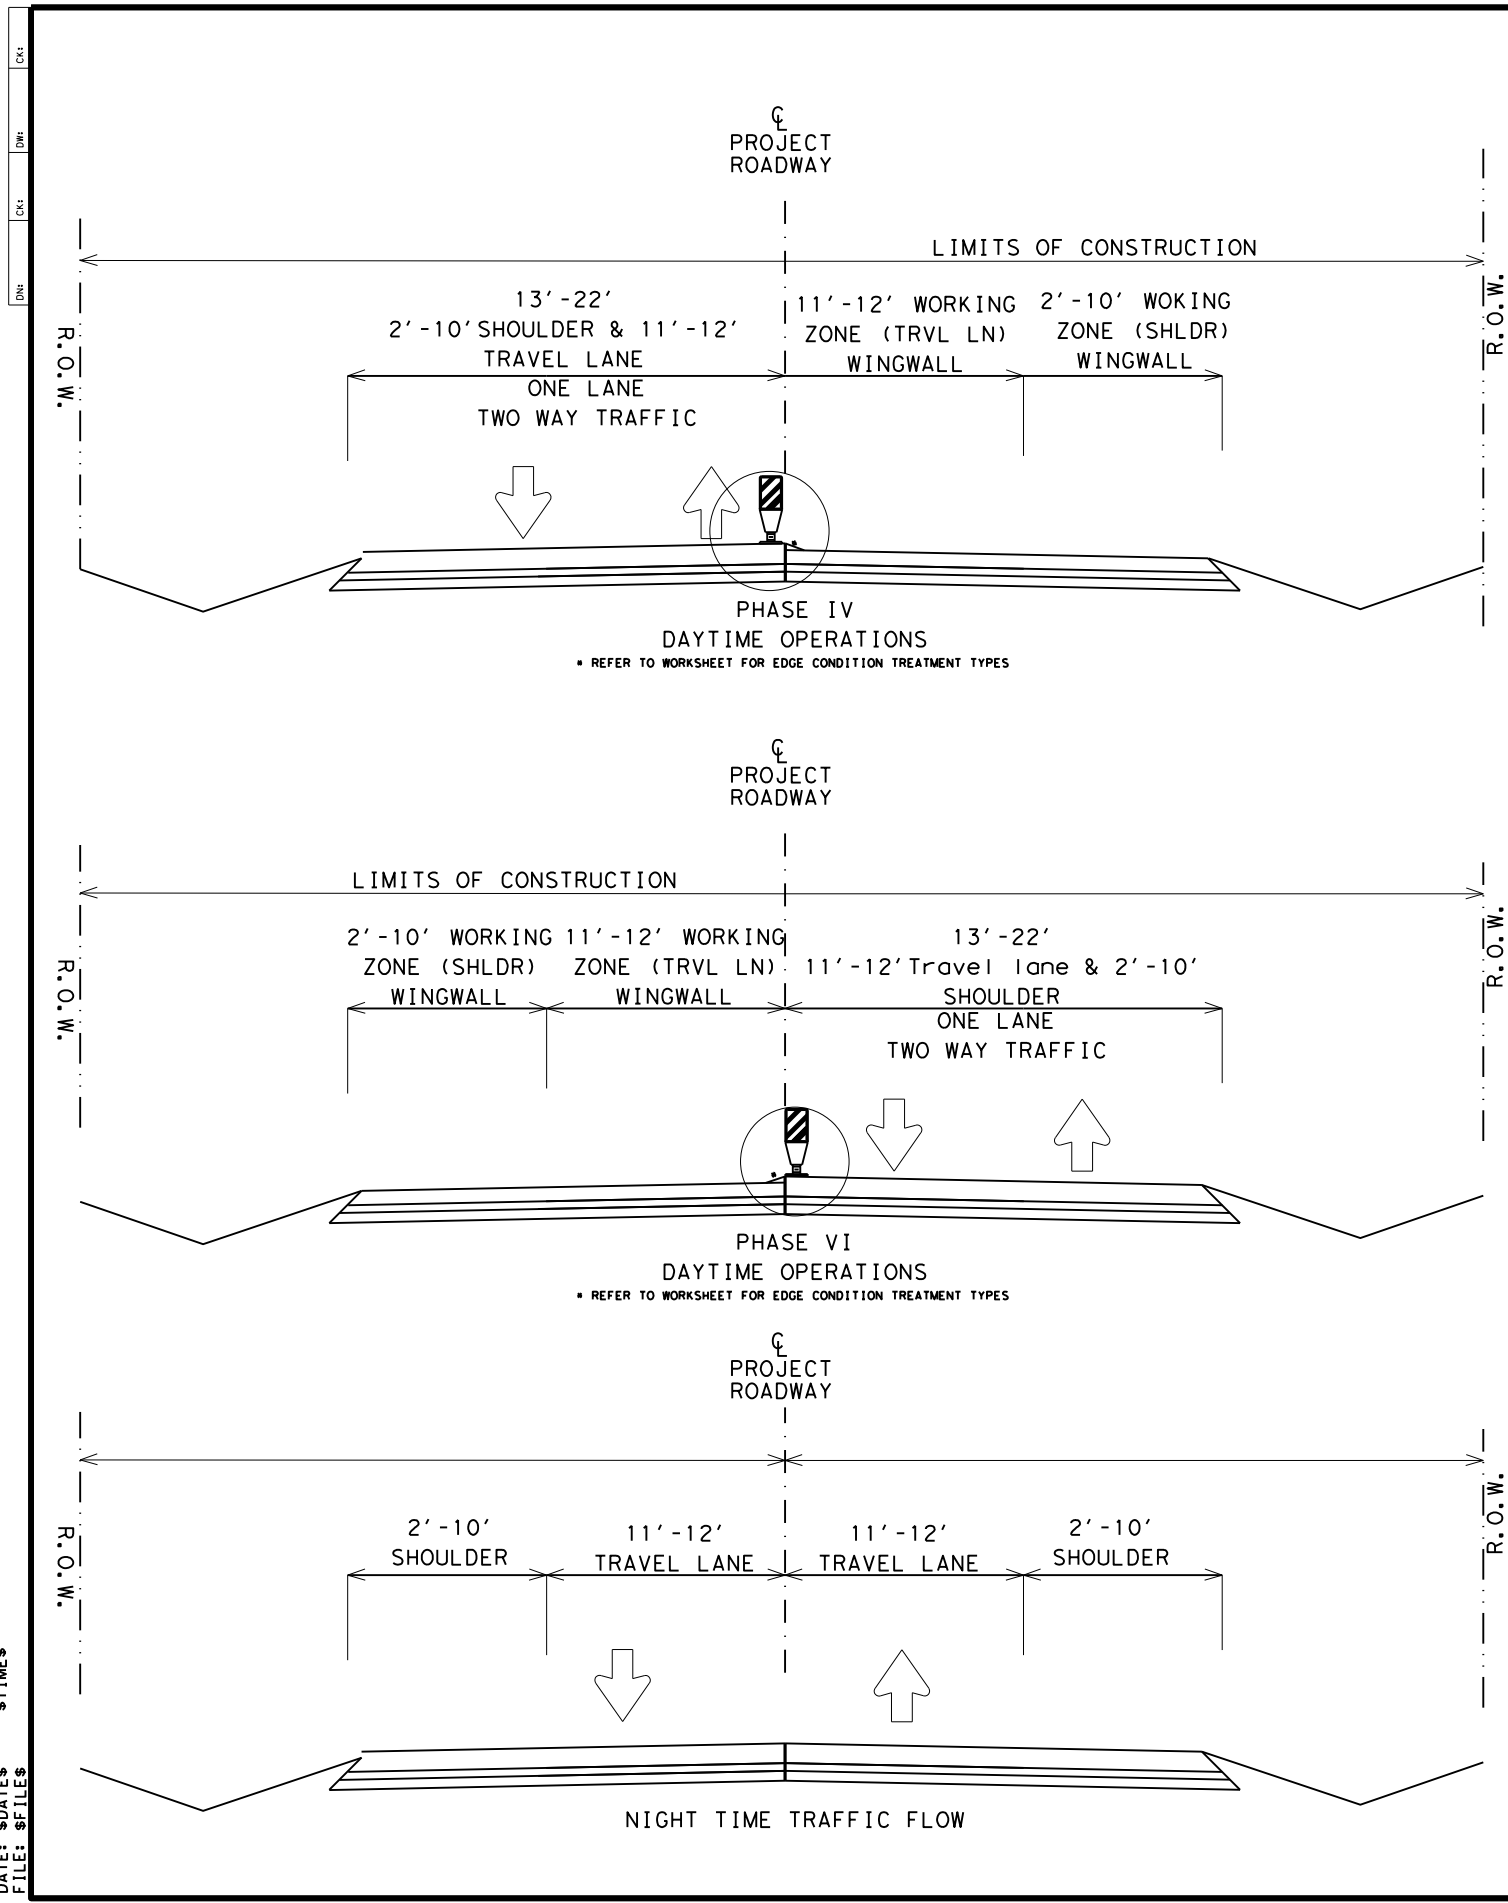 CK:
DW:
CK:
DN:
℄
PROJECT
ROADWAY
LIMITS OF CONSTRUCTION
R.O.W.
R.O.W.
13'-22'
2'-10'SHOULDER & 11'-12'
TRAVEL LANE
ONE LANE
TWO WAY TRAFFIC
11'-12' WORKING
ZONE (TRVL LN)
WINGWALL
2'-10' WOKING
ZONE (SHLDR)
WINGWALL
*
PHASE IV
DAYTIME OPERATIONS
* REFER TO WORKSHEET FOR EDGE CONDITION TREATMENT TYPES
℄
PROJECT
ROADWAY
LIMITS OF CONSTRUCTION
R.O.W.
R.O.W.
2'-10' WORKING
ZONE (SHLDR)
WINGWALL
11'-12' WORKING
ZONE (TRVL LN)
WINGWALL
13'-22'
11'-12'Travel lane & 2'-10'
SHOULDER
ONE LANE
TWO WAY TRAFFIC
*
PHASE VI
DAYTIME OPERATIONS
* REFER TO WORKSHEET FOR EDGE CONDITION TREATMENT TYPES
℄
PROJECT
ROADWAY
R.O.W.
R.O.W.
2'-10'
SHOULDER
11'-12'
TRAVEL LANE
11'-12'
TRAVEL LANE
2'-10'
SHOULDER
NIGHT TIME TRAFFIC FLOW
DATE: $DATE$ $TIME$
FILE: $FILE$